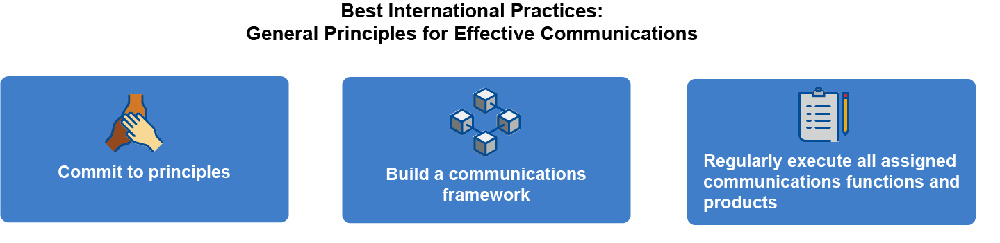 Best International Practices:
General Principles for Effective Communications
Commit to principles
Build a communications
framework
Regularly execute all assigned
communications functions and
products